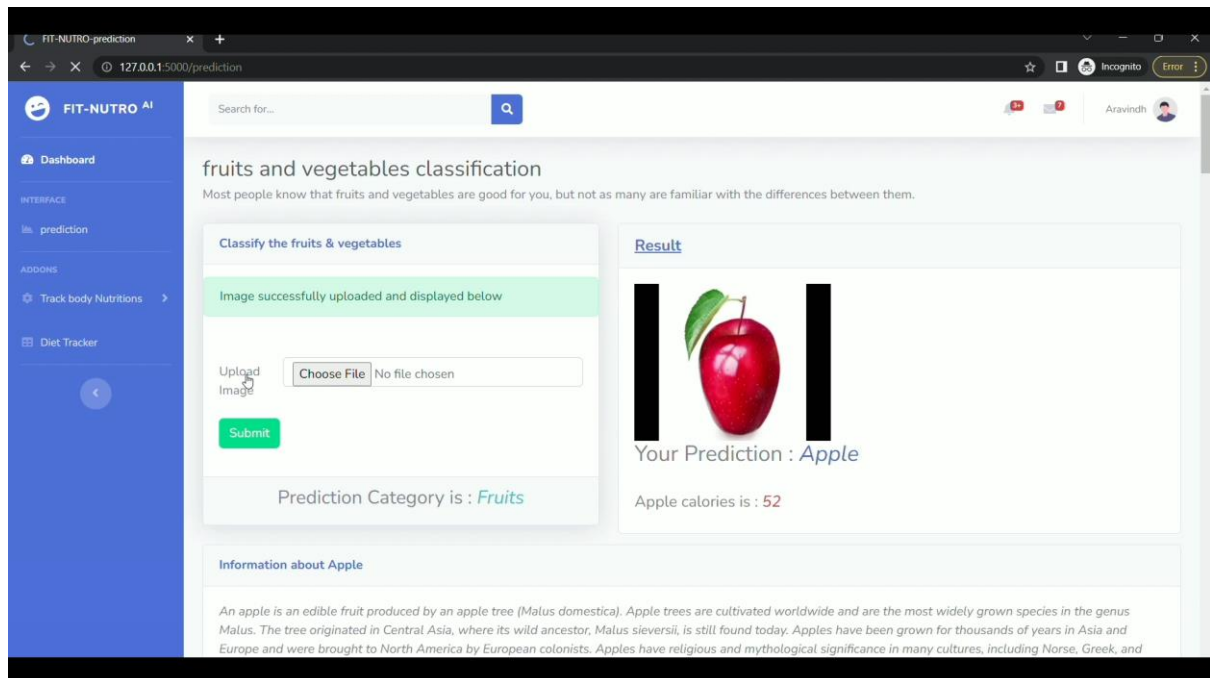 FIT-NUTRO-prediction
127.0.0.1:5000/prediction
Incognito
Error
FIT-NUTRO AI
Search for...
3+
7
Aravindh
Dashboard
INTERFACE
prediction
ADDONS
Track body Nutritions
Diet Tracker
fruits and vegetables classification
Most people know that fruits and vegetables are good for you, but not as many are familiar with the differences between them.
Classify the fruits & vegetables
Image successfully uploaded and displayed below
Upload
Image
Choose File No file chosen
Submit
Prediction Category is : Fruits
Result
Your Prediction : Apple
Apple calories is : 52
Information about Apple
An apple is an edible fruit produced by an apple tree (Malus domestica). Apple trees are cultivated worldwide and are the most widely grown species in the genus
Malus. The tree originated in Central Asia, where its wild ancestor, Malus sieversii, is still found today. Apples have been grown for thousands of years in Asia and
Europe and were brought to North America by European colonists. Apples have religious and mythological significance in many cultures, including Norse, Greek, and